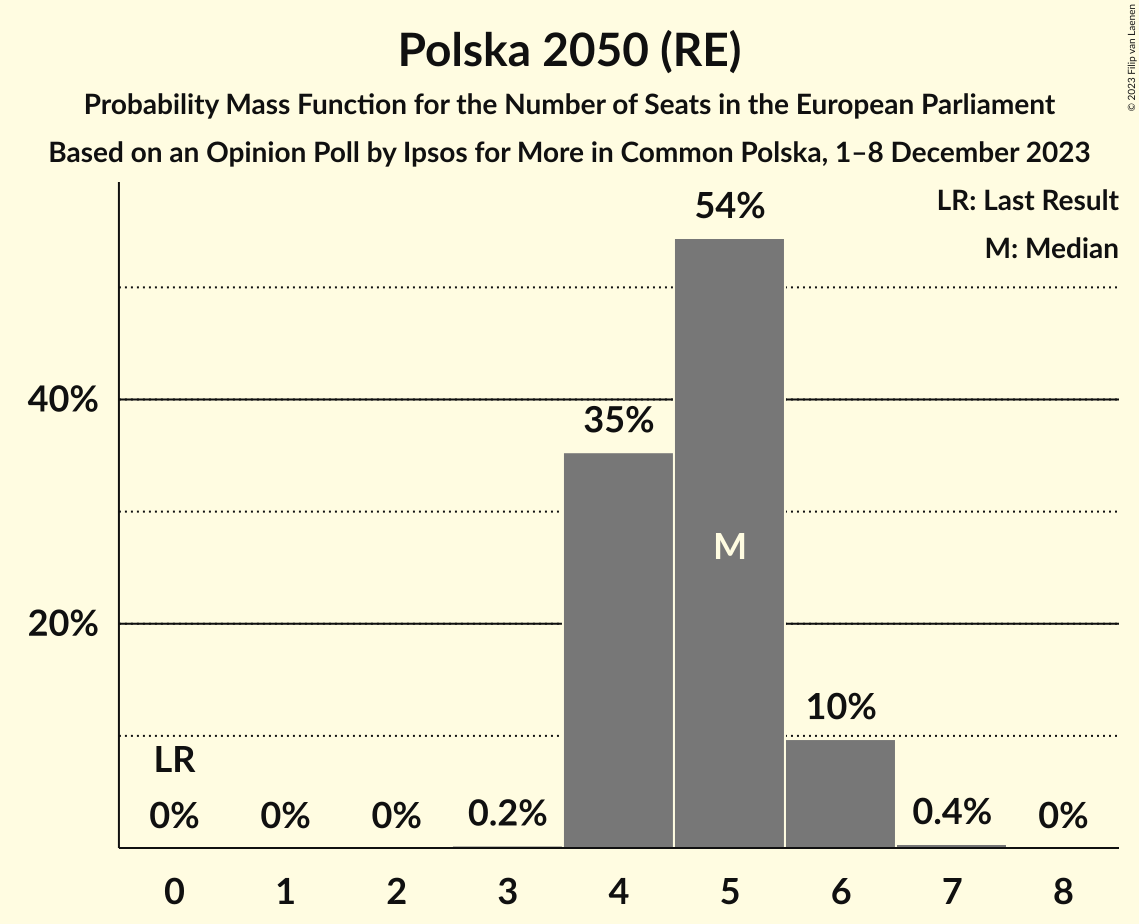 Polska 2050 (RE)
Probability Mass Function for the Number of Seats in the European Parliament
Based on an Opinion Poll by Ipsos for More in Common Polska, 1–8 December 2023
© 2023 Filip van Laenen
LR: Last Result
M: Median
54%
40%
35%
M
20%
10%
LR
0% 0% 0% 0.2% 0.4% 0%
0 1 2 3 4 5 6 7 8